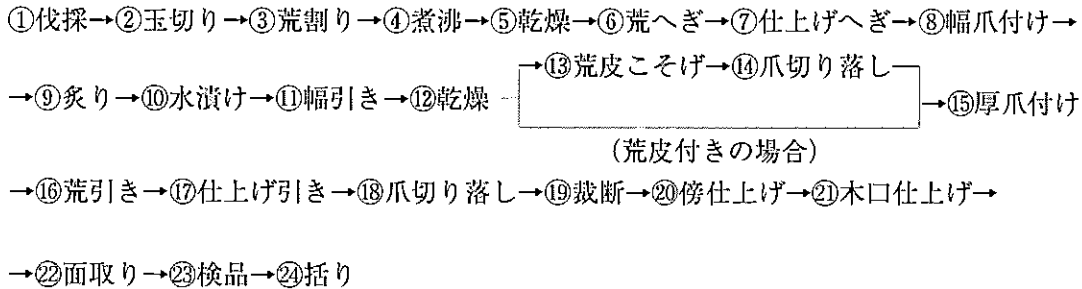 ①伐採→②玉切り→③荒割り→④煮沸→⑤乾燥→⑥荒へぎ→⑦仕上げへぎ→⑧幅爪付け→
→⑬荒皮こそげ→⑭爪切り落し
→⑨炙り→⑩水漬け→⑪幅引き→⑫乾燥
→⑮厚爪付け
(荒皮付きの場合)
→⑯荒引き→⑰仕上げ引き→⑱爪切り落し→⑲裁断→⑳傍仕上げ→㉑木口仕上げ→
→㉒面取り→㉓検品→㉔括り